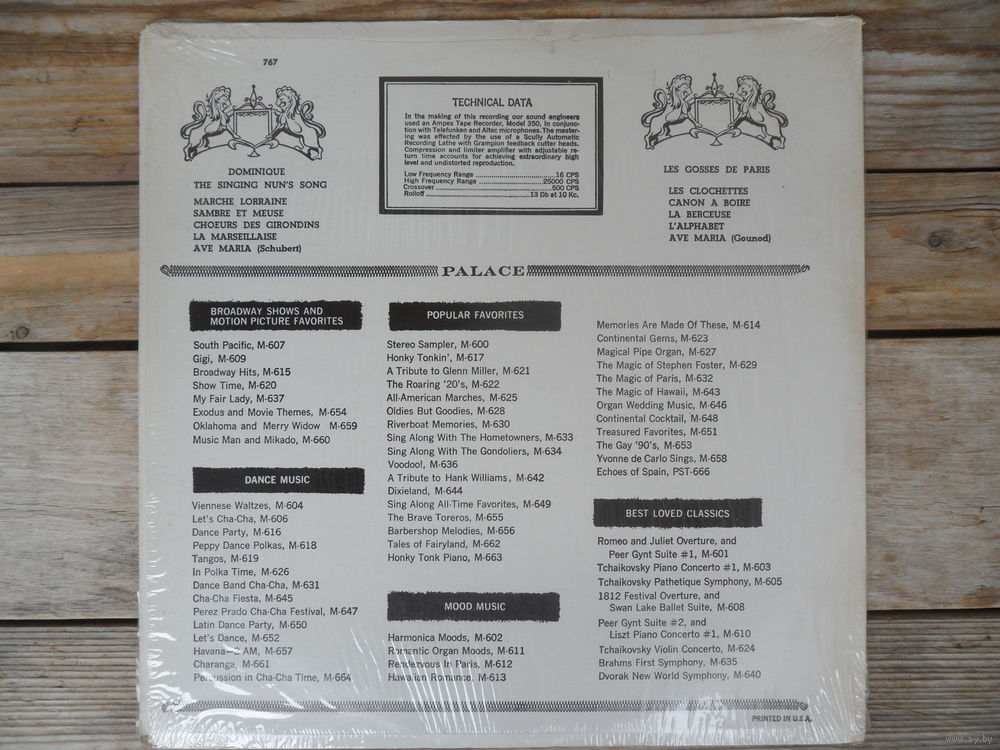 767
DOMINIQUE
THE SINGING NUN'S SONG
MARCHE LORRAINE
SAMBRE ET MEUSE
CHOEURS DES GIRONDINS
LA MARSEILLAISE
AVE MARIA (Schubert)
TECHNICAL DATA
In the making of this recording our sound engineers
used an Ampex Tape Recorder, Model 350, in conjunc-
tion with Telefunken and Altec microphones. The master-
ing was effected by the use of a Scully Automatic
Recording Lathe with Grampion feedback cutter heads.
Compression and limiter amplifier with adjustable re-
turn time accounts for achieving extraordinary high
level and undistorted reproduction.
Low Frequency Range 16 CPS
High Frequency Range 25000 CPS
Crossover 500 CPS
Rolloff 13 Db at 10 Kc.
LES GOSSES DE PARIS
LES CLOCHETTES
CANON A BOIRE
LA BERCEUSE
L'ALPHABET
AVE MARIA (Gounod)
PALACE
BROADWAY SHOWS AND
MOTION PICTURE FAVORITES
South Pacific, M-607
Gigi, M-609
Broadway Hits, M-615
Show Time, M-620
My Fair Lady, M-637
Exodus and Movie Themes, M-654
Oklahoma and Merry Widow M-659
Music Man and Mikado, M-660
DANCE MUSIC
Viennese Waltzes, M-604
Let's Cha-Cha, M-606
Dance Party, M-616
Peppy Dance Polkas, M-618
Tangos, M-619
In Polka Time, M-626
Dance Band Cha-Cha, M-631
Cha-Cha Fiesta, M-645
Perez Prado Cha-Cha Festival, M-647
Latin Dance Party, M-650
Let's Dance, M-652
Havana—2 AM, M-657
Charanga, M-661
Percussion in Cha-Cha Time, M-664
POPULAR FAVORITES
Stereo Sampler, M-600
Honky Tonkin', M-617
A Tribute to Glenn Miller, M-621
The Roaring '20's, M-622
All-American Marches, M-625
Oldies But Goodies, M-628
Riverboat Memories, M-630
Sing Along With The Hometowners, M-633
Sing Along With The Gondoliers, M-634
Voodoo!, M-636
A Tribute to Hank Williams, M-642
Dixieland, M-644
Sing Along All-Time Favorites, M-649
The Brave Toreros, M-655
Barbershop Melodies, M-656
Tales of Fairyland, M-662
Honky Tonk Piano, M-663
MOOD MUSIC
Harmonica Moods, M-602
Romantic Organ Moods, M-611
Rendezvous In Paris, M-612
Hawaiian Romance, M-613
Memories Are Made Of These, M-614
Continental Gems, M-623
Magical Pipe Organ, M-627
The Magic of Stephen Foster, M-629
The Magic of Paris, M-632
The Magic of Hawaii, M-643
Organ Wedding Music, M-646
Continental Cocktail, M-648
Treasured Favorites, M-651
The Gay '90's, M-653
Yvonne de Carlo Sings, M-658
Echoes of Spain, PST-666
BEST LOVED CLASSICS
Romeo and Juliet Overture, and
Peer Gynt Suite #1, M-601
Tchaikovsky Piano Concerto #1, M-603
Tchaikovsky Pathetique Symphony, M-605
1812 Festival Overture, and
Swan Lake Ballet Suite, M-608
Peer Gynt Suite #2, and
Liszt Piano Concerto #1, M-610
Tchaikovsky Violin Concerto, M-624
Brahms First Symphony, M-635
Dvorak New World Symphony, M-640
PRINTED IN U.S.A.
www.ay.by